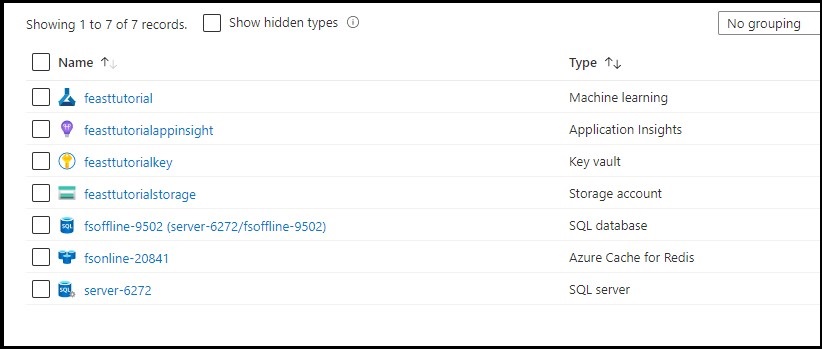 Showing 1 to 7 of 7 records. Show hidden types No grouping
Name Type
feasttutorial Machine learning
feasttutorialappinsight Application Insights
feasttutorialkey Key vault
feasttutorialstorage Storage account
fsoffline-9502 (server-6272/fsoffline-9502) SQL database
fsonline-20841 Azure Cache for Redis
server-6272 SQL server